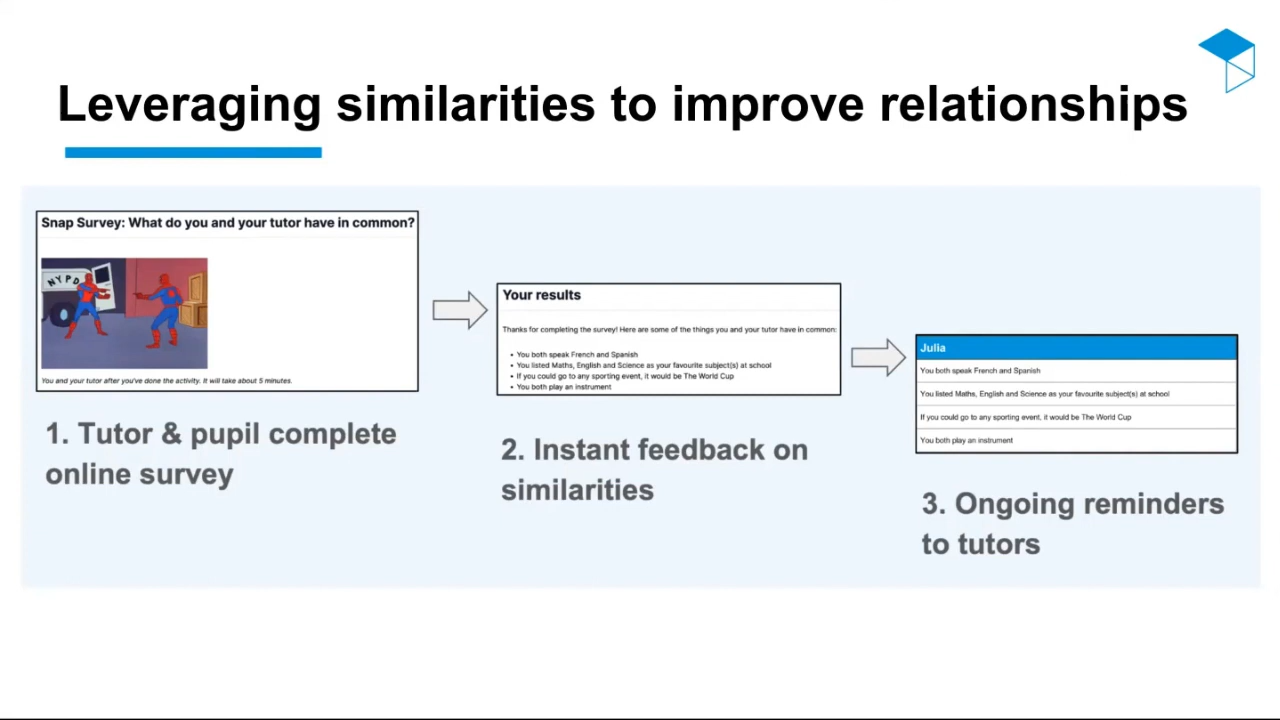 Leveraging similarities to improve relationships
Snap Survey: What do you and your tutor have in common?
NYPD
You and your tutor after you've done the activity. It will take about 5 minutes.
1. Tutor & pupil complete
online survey
Your results
Thanks for completing the survey! Here are some of the things you and your tutor have in common:
• You both speak French and Spanish
• You listed Maths, English and Science as your favourite subject(s) at school
• If you could go to any sporting event, it would be The World Cup
• You both play an instrument
2. Instant feedback on
similarities
Julia
You both speak French and Spanish
You listed Maths, English and Science as your favourite subject(s) at school
If you could go to any sporting event, it would be The World Cup
You both play an instrument
3. Ongoing reminders
to tutors